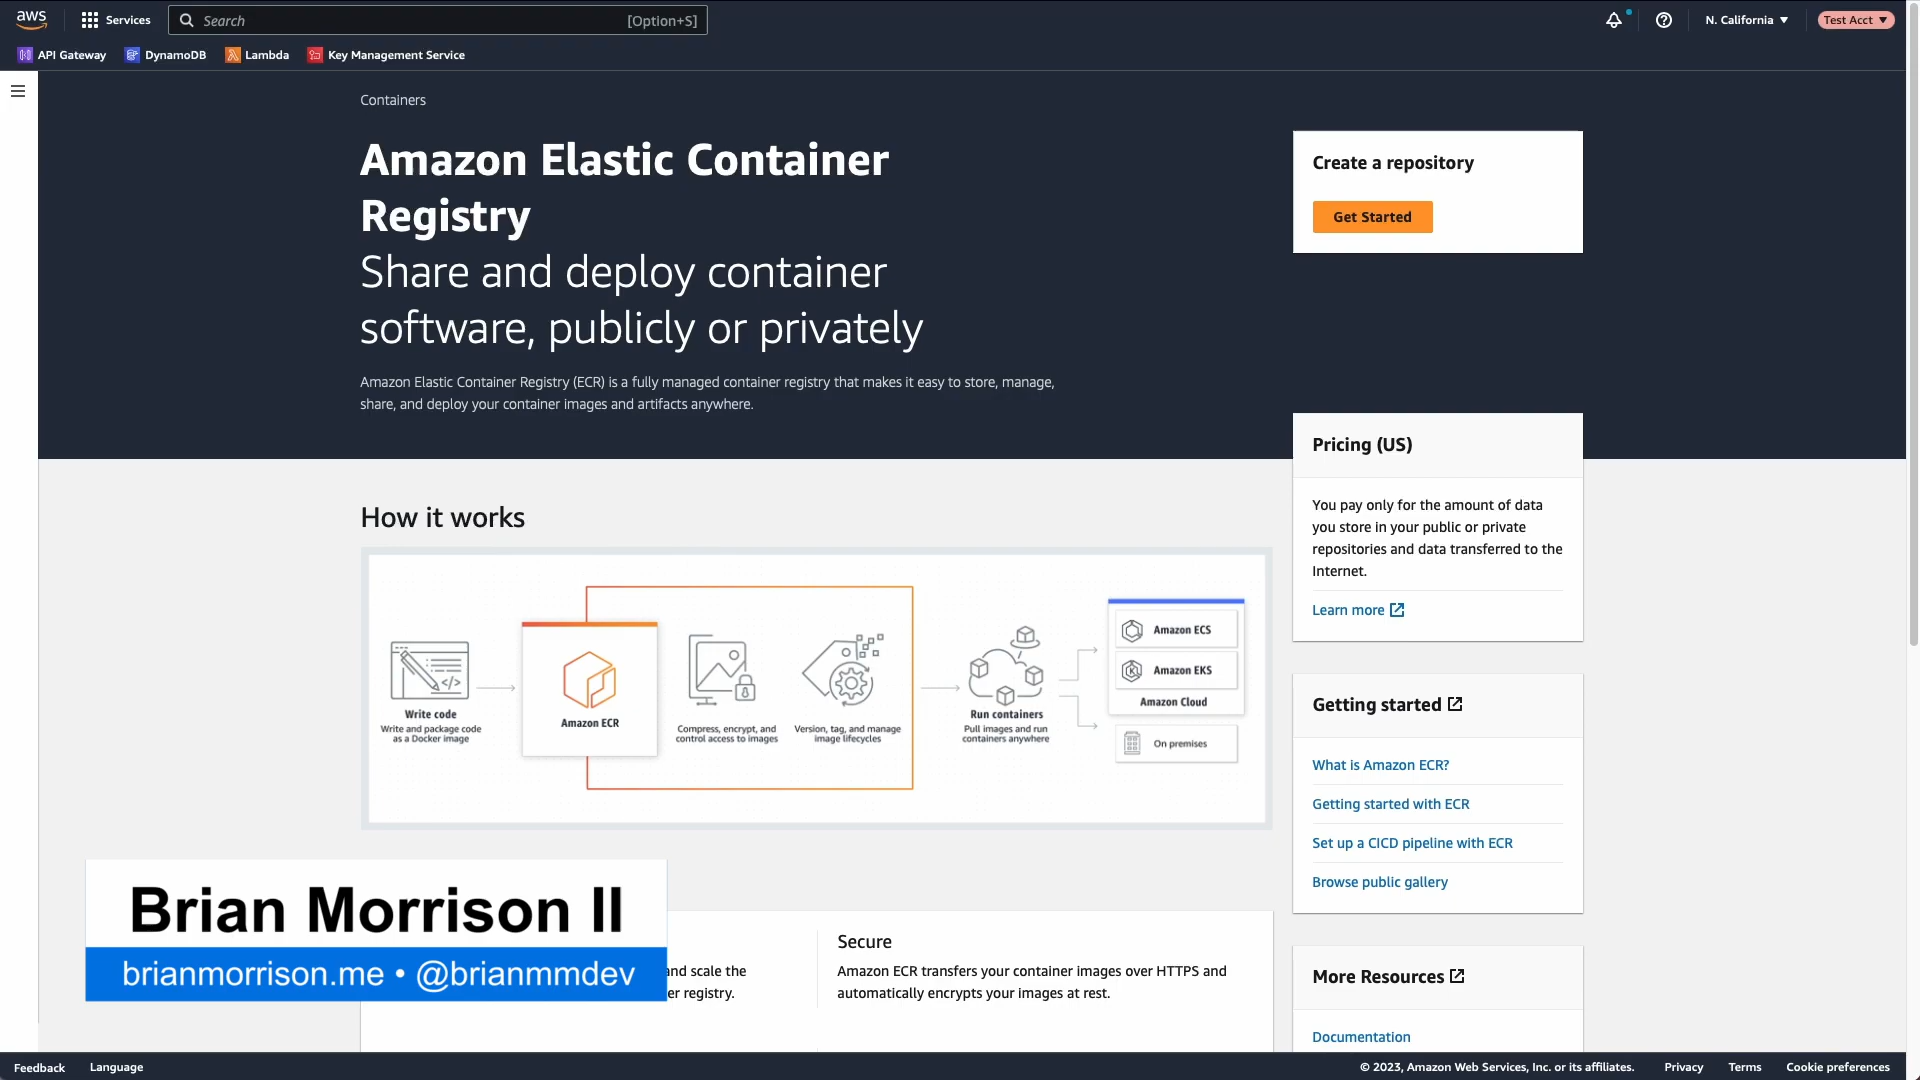 aws
Services
Search
[Option+S]
N. California
Test Acct
API Gateway
DynamoDB
Lambda
Key Management Service
Containers
Amazon Elastic Container
Registry
Share and deploy container
software, publicly or privately
Amazon Elastic Container Registry (ECR) is a fully managed container registry that makes it easy to store, manage,
share, and deploy your container images and artifacts anywhere.
Create a repository
Get Started
Pricing (US)
You pay only for the amount of data
you store in your public or private
repositories and data transferred to the
Internet.
Learn more
How it works
Write code
Write and package code
as a Docker image
Amazon ECR
Compress, encrypt, and
control access to images
Version, tag, and manage
image lifecycles
Run containers
Pull images and run
containers anywhere
Amazon ECS
Amazon EKS
Amazon Cloud
On premises
Getting started
What is Amazon ECR?
Getting started with ECR
Set up a CICD pipeline with ECR
Browse public gallery
Brian Morrison II
brianmorrison.me • @brianmmdev
and scale the
er registry.
Secure
Amazon ECR transfers your container images over HTTPS and
automatically encrypts your images at rest.
More Resources
Documentation
Feedback
Language
© 2023, Amazon Web Services, Inc. or its affiliates.
Privacy
Terms
Cookie preferences